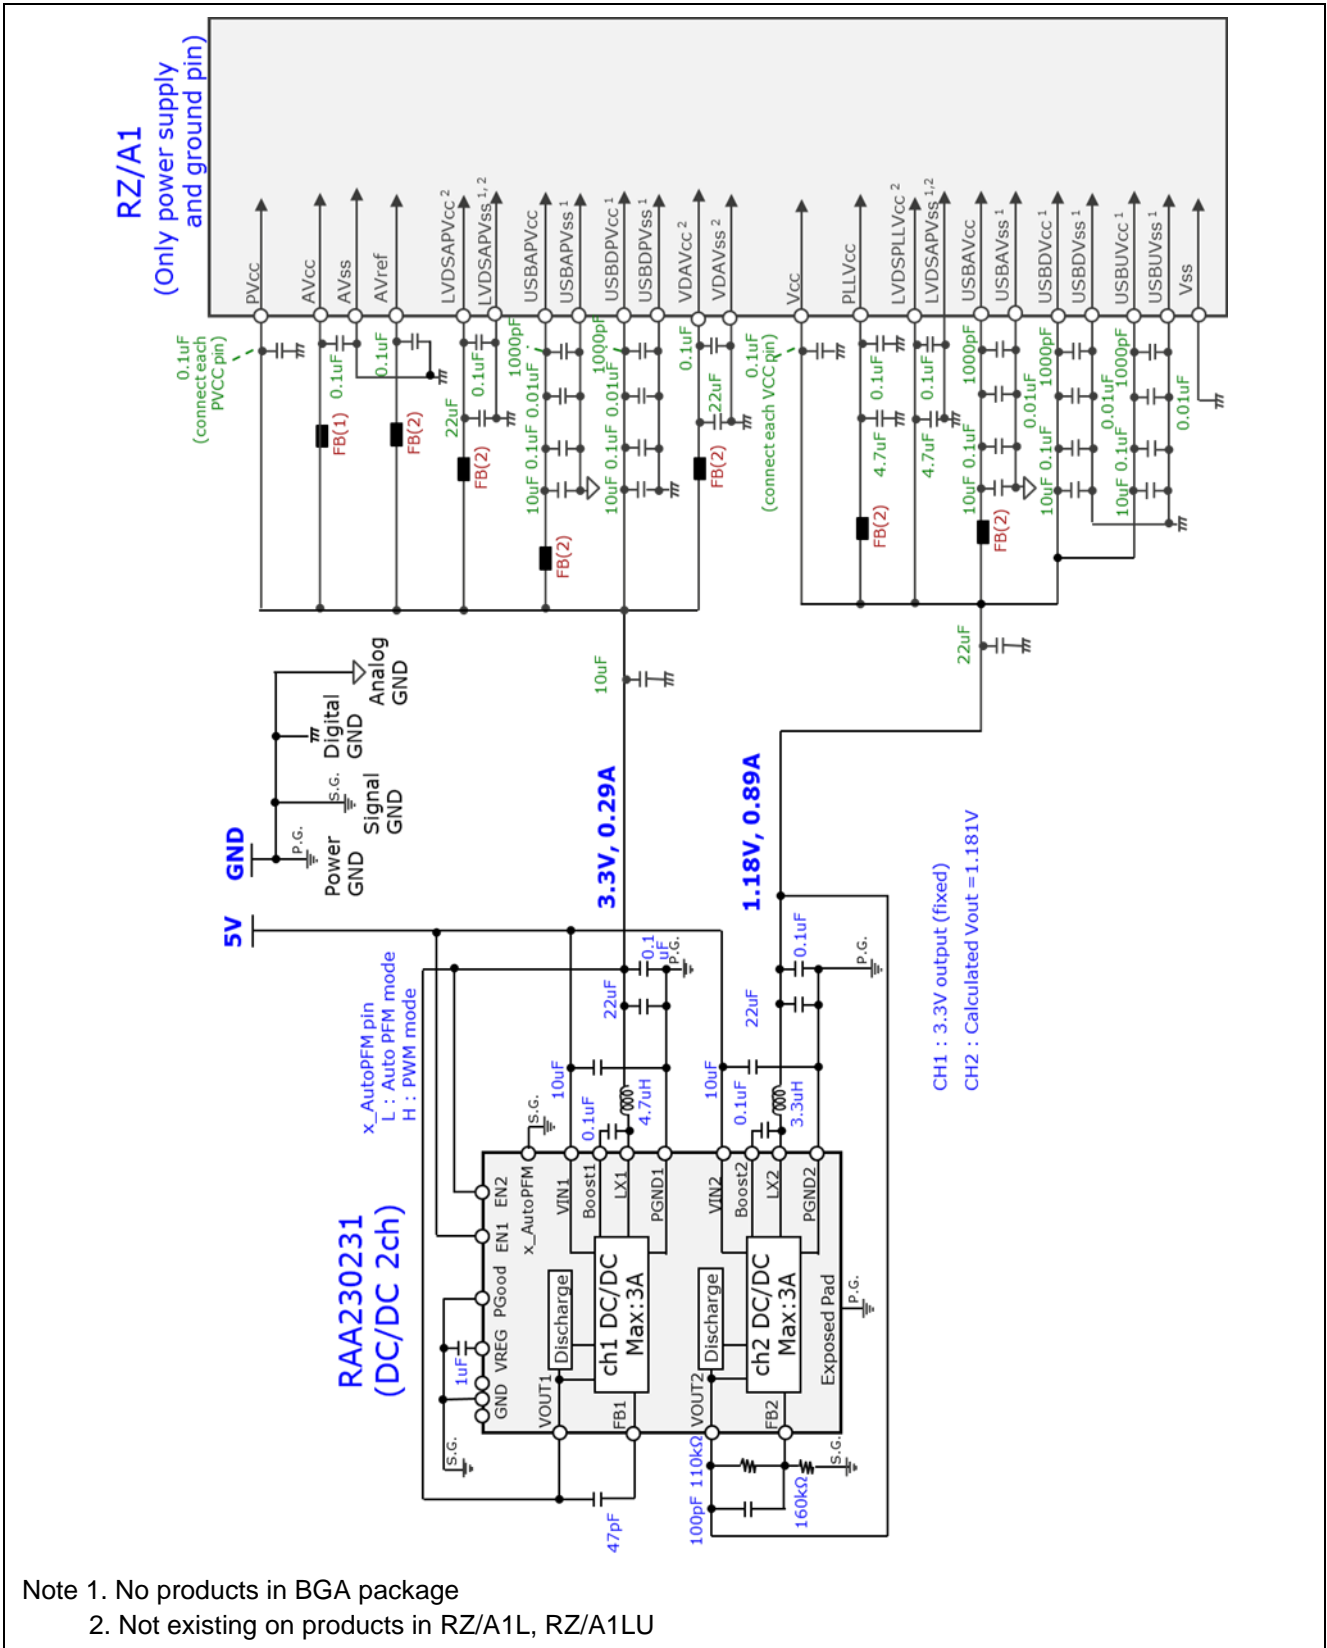 RZ/A1
(Only power supply
and ground pin)
PVcc
AVcc
AVss
AVref
LVDSAPVcc 2
LVDSAPVss 1, 2
USBAPVcc
USBAPVss 1
USBDPVcc 1
USBDPVss 1
VDAVcc 2
VDAVss 2
Vcc
PLLVcc
LVDSPLLVcc 2
LVDSAPVss 1,2
USBAVcc
USBAVss 1
USBDVcc 1
USBDVss 1
USBUVcc 1
USBUVss 1
Vss
0.1uF
(connect each
PVCC pin)
0.1uF
FB(1)
0.1uF
FB(2)
0.1uF
22uF
FB(2)
1000pF
10uF 0.1uF 0.01uF
FB(2)
1000pF
10uF 0.1uF 0.01uF
0.1uF
22uF
FB(2)
0.1uF
(connect each VCC pin)
0.1uF
4.7uF
FB(2)
0.1uF
4.7uF
1000pF
0.01uF
10uF 0.1uF
FB(2)
1000pF
0.01uF
10uF 0.1uF
1000pF
0.01uF
10uF 0.1uF
10uF
22uF
GND
P.G.
Power
GND
S.G.
Signal
GND
Digital
GND
Analog
GND
5V
3.3V, 0.29A
1.18V, 0.89A
CH1 : 3.3V output (fixed)
CH2 : Calculated Vout =1.181V
x_AutoPFM pin
L : Auto PFM mode
H : PWM mode
0.1
uF
P.G.
22uF
10uF
0.1uF
4.7uH
S.G.
0.1uF
P.G.
22uF
10uF
0.1uF
3.3uH
RAA230231
(DC/DC 2ch)
EN2
EN1
PGood
VREG
GND
1uF
S.G.
x_AutoPFM
VIN1
Boost1
LX1
PGND1
VIN2
Boost2
LX2
PGND2
Discharge
ch1 DC/DC
Max:3A
Discharge
ch2 DC/DC
Max:3A
Exposed Pad
P.G.
VOUT1
FB1
VOUT2
FB2
47pF
100pF 110kΩ
160kΩ
S.G.
Note 1. No products in BGA package
2. Not existing on products in RZ/A1L, RZ/A1LU